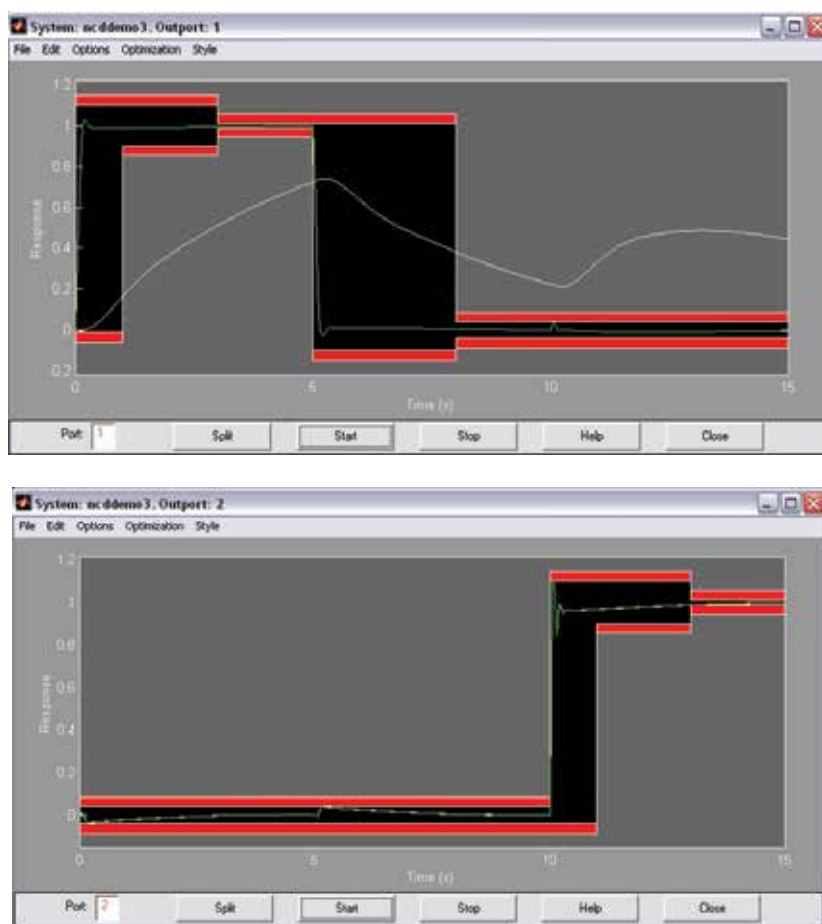 System: ncddemo3, Outport: 1
File Edit Options Optimization Style
1.2
1
0.8
0.6
0.4
0.2
0
-0.2
Response
0 5 10 15
Time (s)
Port: 1 Split Start Stop Help Close
System: ncddemo3, Outport: 2
File Edit Options Optimization Style
1.2
1
0.8
0.6
0.4
0.2
0
Response
0 5 10 15
Time (s)
Port: 2 Split Start Stop Help Close